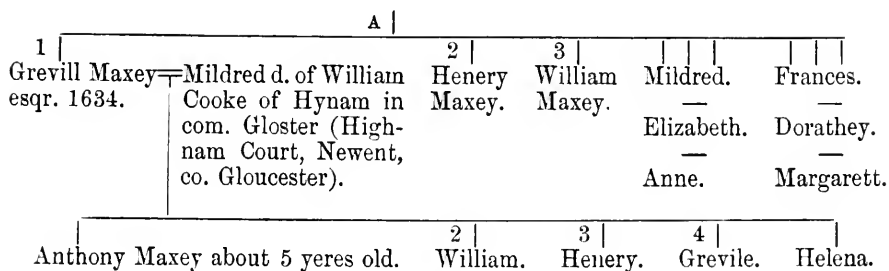 A
1 2 3
Grevill Maxey=Mildred d. of William Henery William Mildred. Frances.
esqr. 1634. Cooke of Hynam in Maxey. Maxey. — —
com. Gloster (High- Elizabeth. Dorathey.
nam Court, Newent, — —
co. Gloucester). Anne. Margarett.
2 3 4
Anthony Maxey about 5 yeres old. William. Henery. Grevile. Helena.